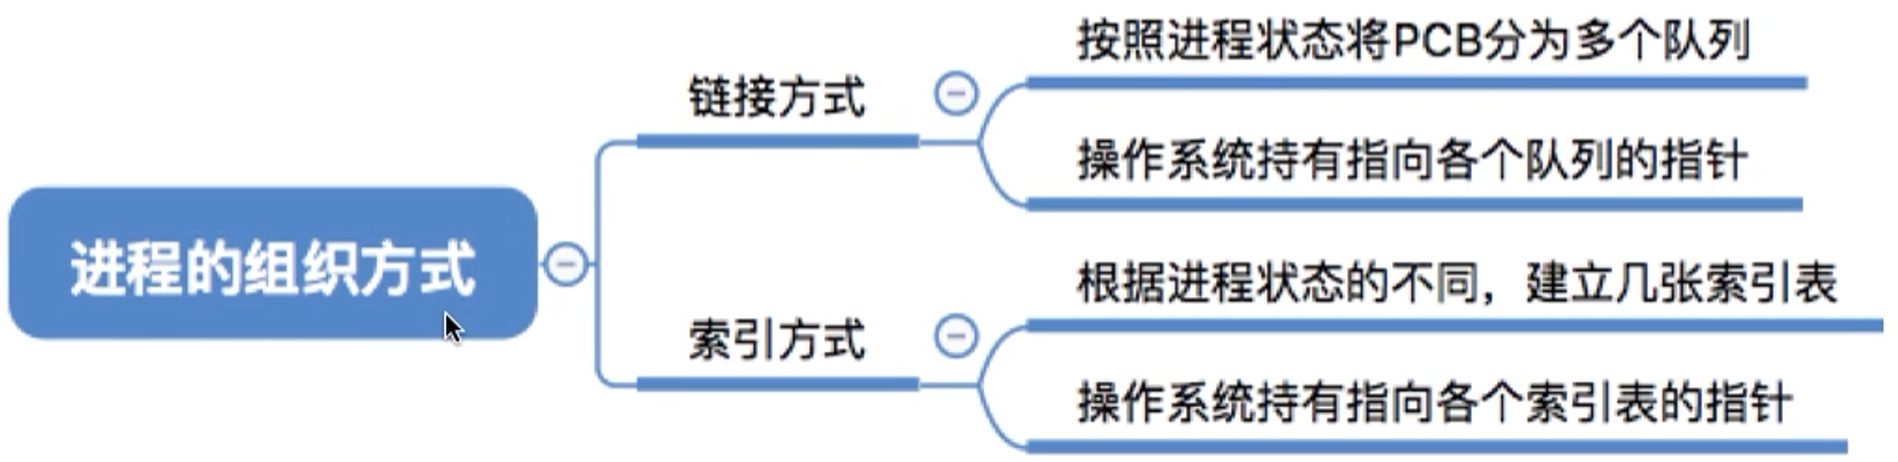 进程的组织方式
链接方式
按照进程状态将PCB分为多个队列
操作系统持有指向各个队列的指针
索引方式
根据进程状态的不同，建立几张索引表
操作系统持有指向各个索引表的指针